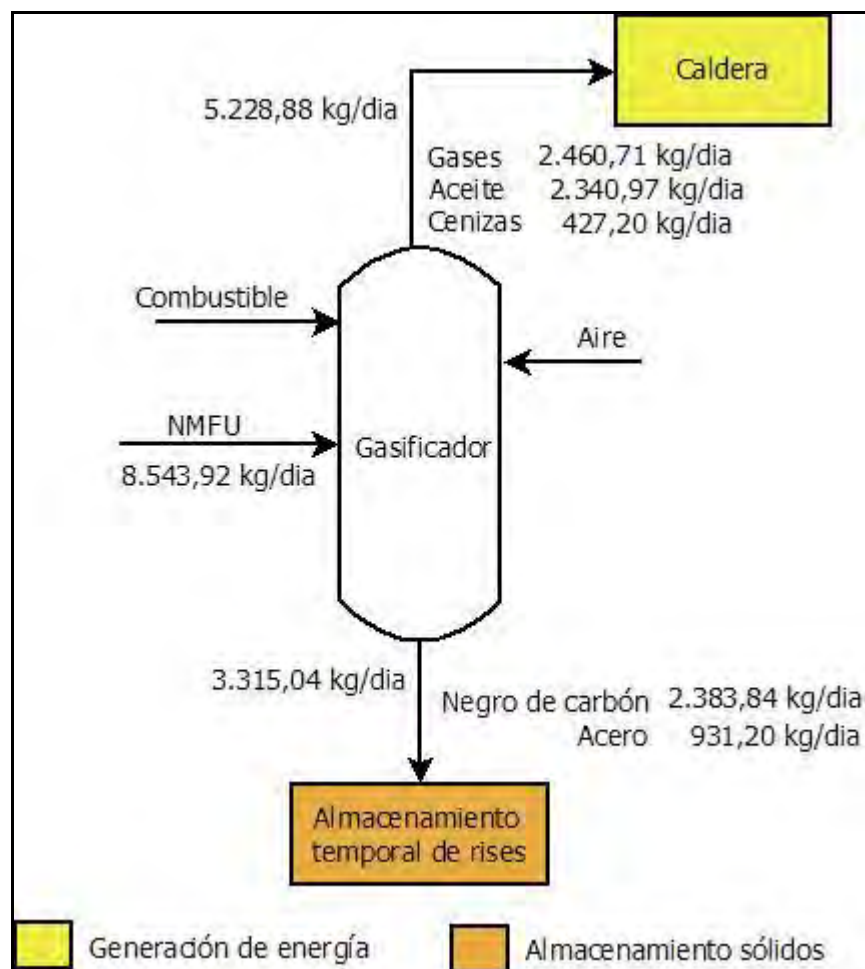 Caldera
5.228,88 kg/dia
Gases 2.460,71 kg/dia
Aceite 2.340,97 kg/dia
Cenizas 427,20 kg/dia
Combustible
Aire
NMFU
8.543,92 kg/dia
Gasificador
3.315,04 kg/dia
Negro de carbón 2.383,84 kg/dia
Acero 931,20 kg/dia
Almacenamiento
temporal de rises
Generación de energía
Almacenamiento sólidos